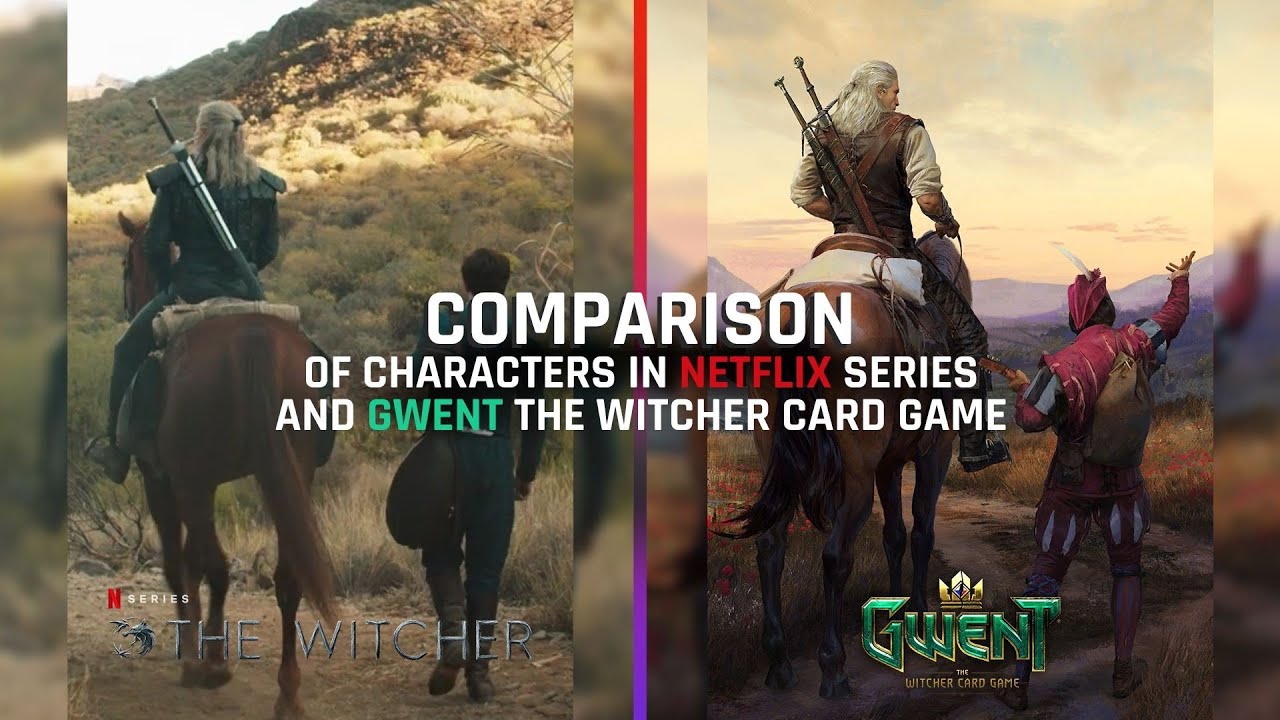 COMPARISON
OF CHARACTERS IN NETFLIX SERIES
AND GWENT THE WITCHER CARD GAME
N SERIES
THE WITCHER
GWENT
THE
WITCHER CARD GAME